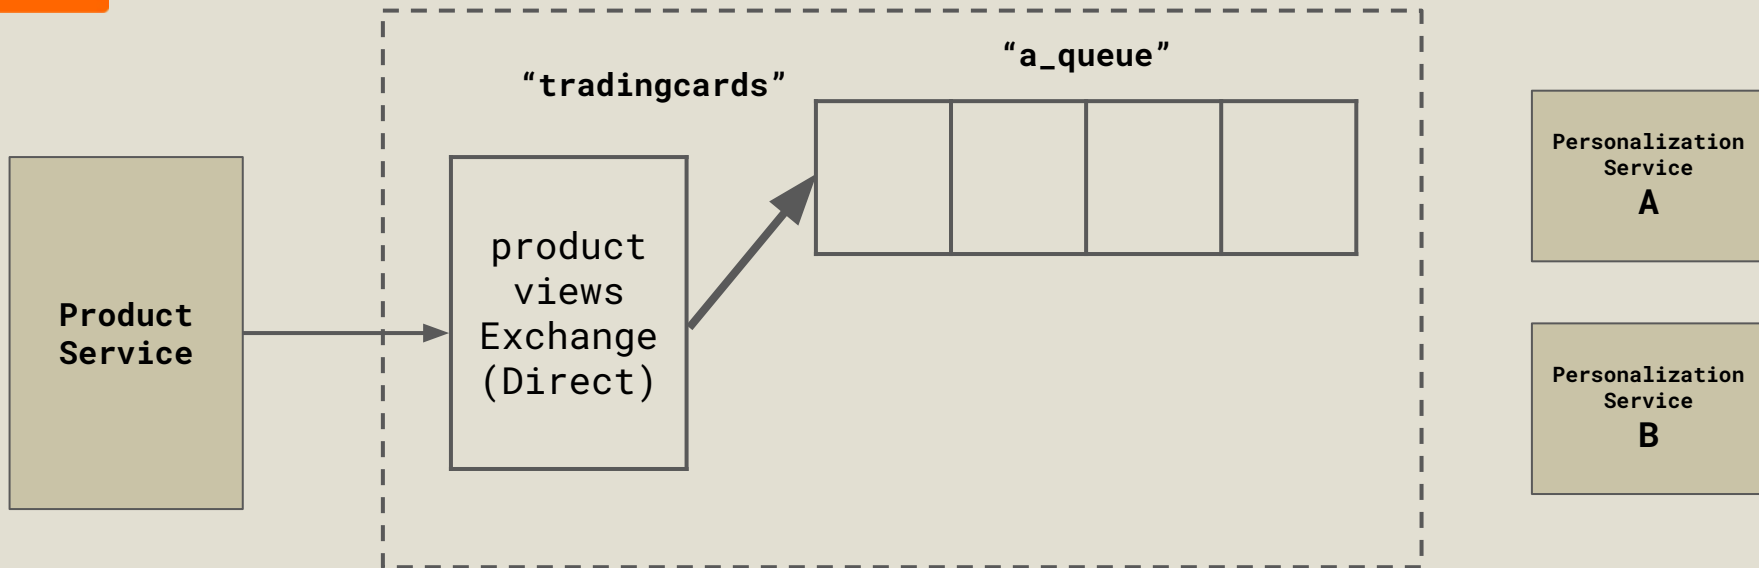 “a_queue”
“tradingcards”
Personalization
Service
A
product
views
Exchange
(Direct)
Product
Service
Personalization
Service
B